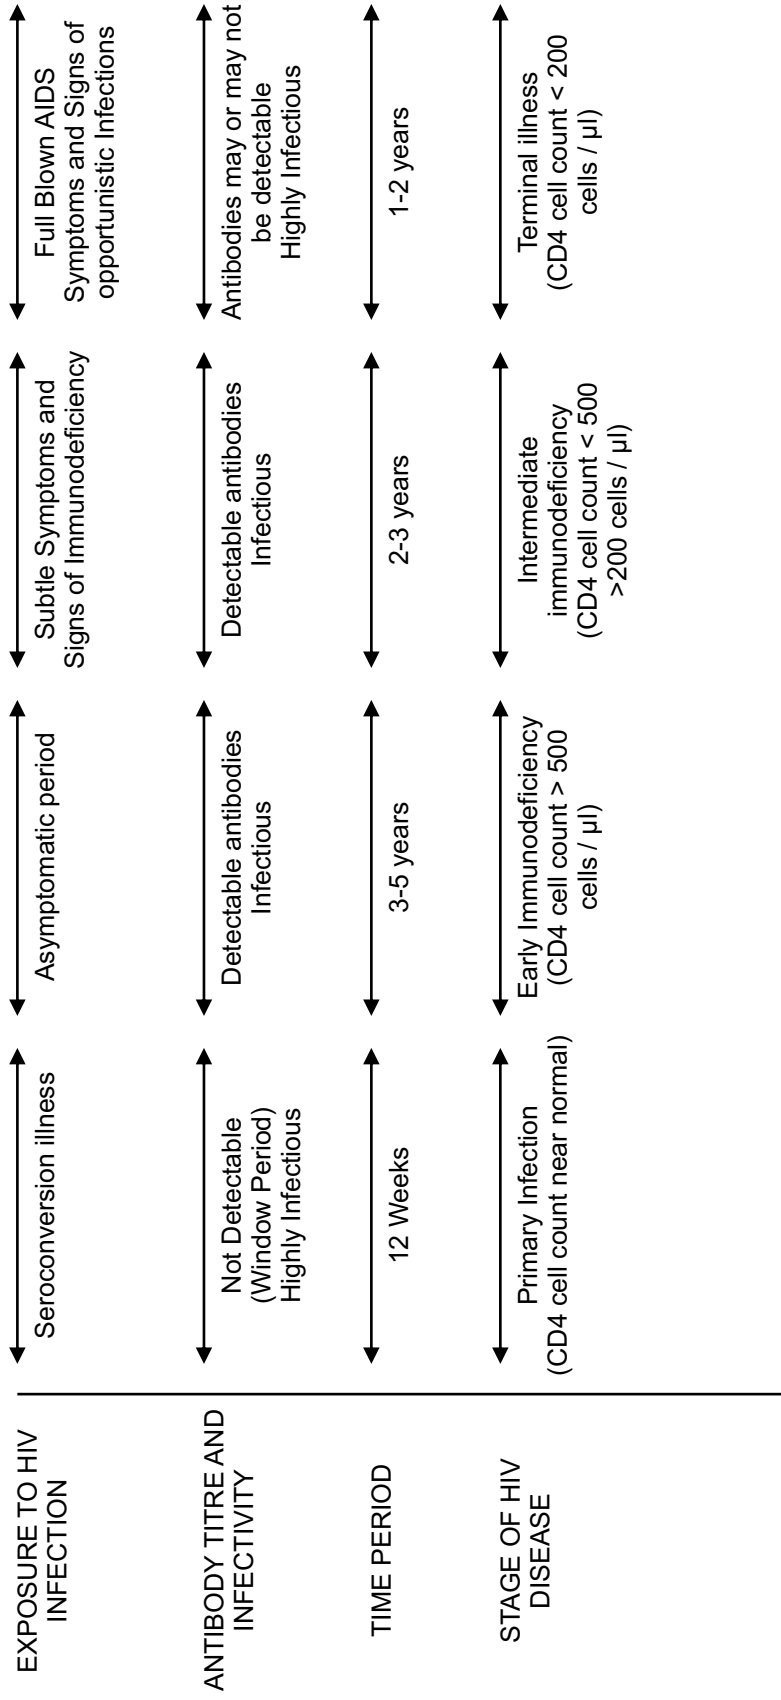 EXPOSURE TO HIV
INFECTION
Seroconversion illness
Asymptomatic period
Subtle Symptoms and
Signs of Immunodeficiency
Full Blown AIDS
Symptoms and Signs of
opportunistic Infections
ANTIBODY TITRE AND
INFECTIVITY
Not Detectable
(Window Period)
Highly Infectious
Detectable antibodies
Infectious
Detectable antibodies
Infectious
Antibodies may or may not
be detectable
Highly Infectious
TIME PERIOD
12 Weeks
3-5 years
2-3 years
1-2 years
STAGE OF HIV
DISEASE
Primary Infection
(CD4 cell count near normal)
Early Immunodeficiency
(CD4 cell count > 500
cells / µl)
Intermediate
immunodeficiency
(CD4 cell count < 500
>200 cells / µl)
Terminal illness
(CD4 cell count < 200
cells / µl)